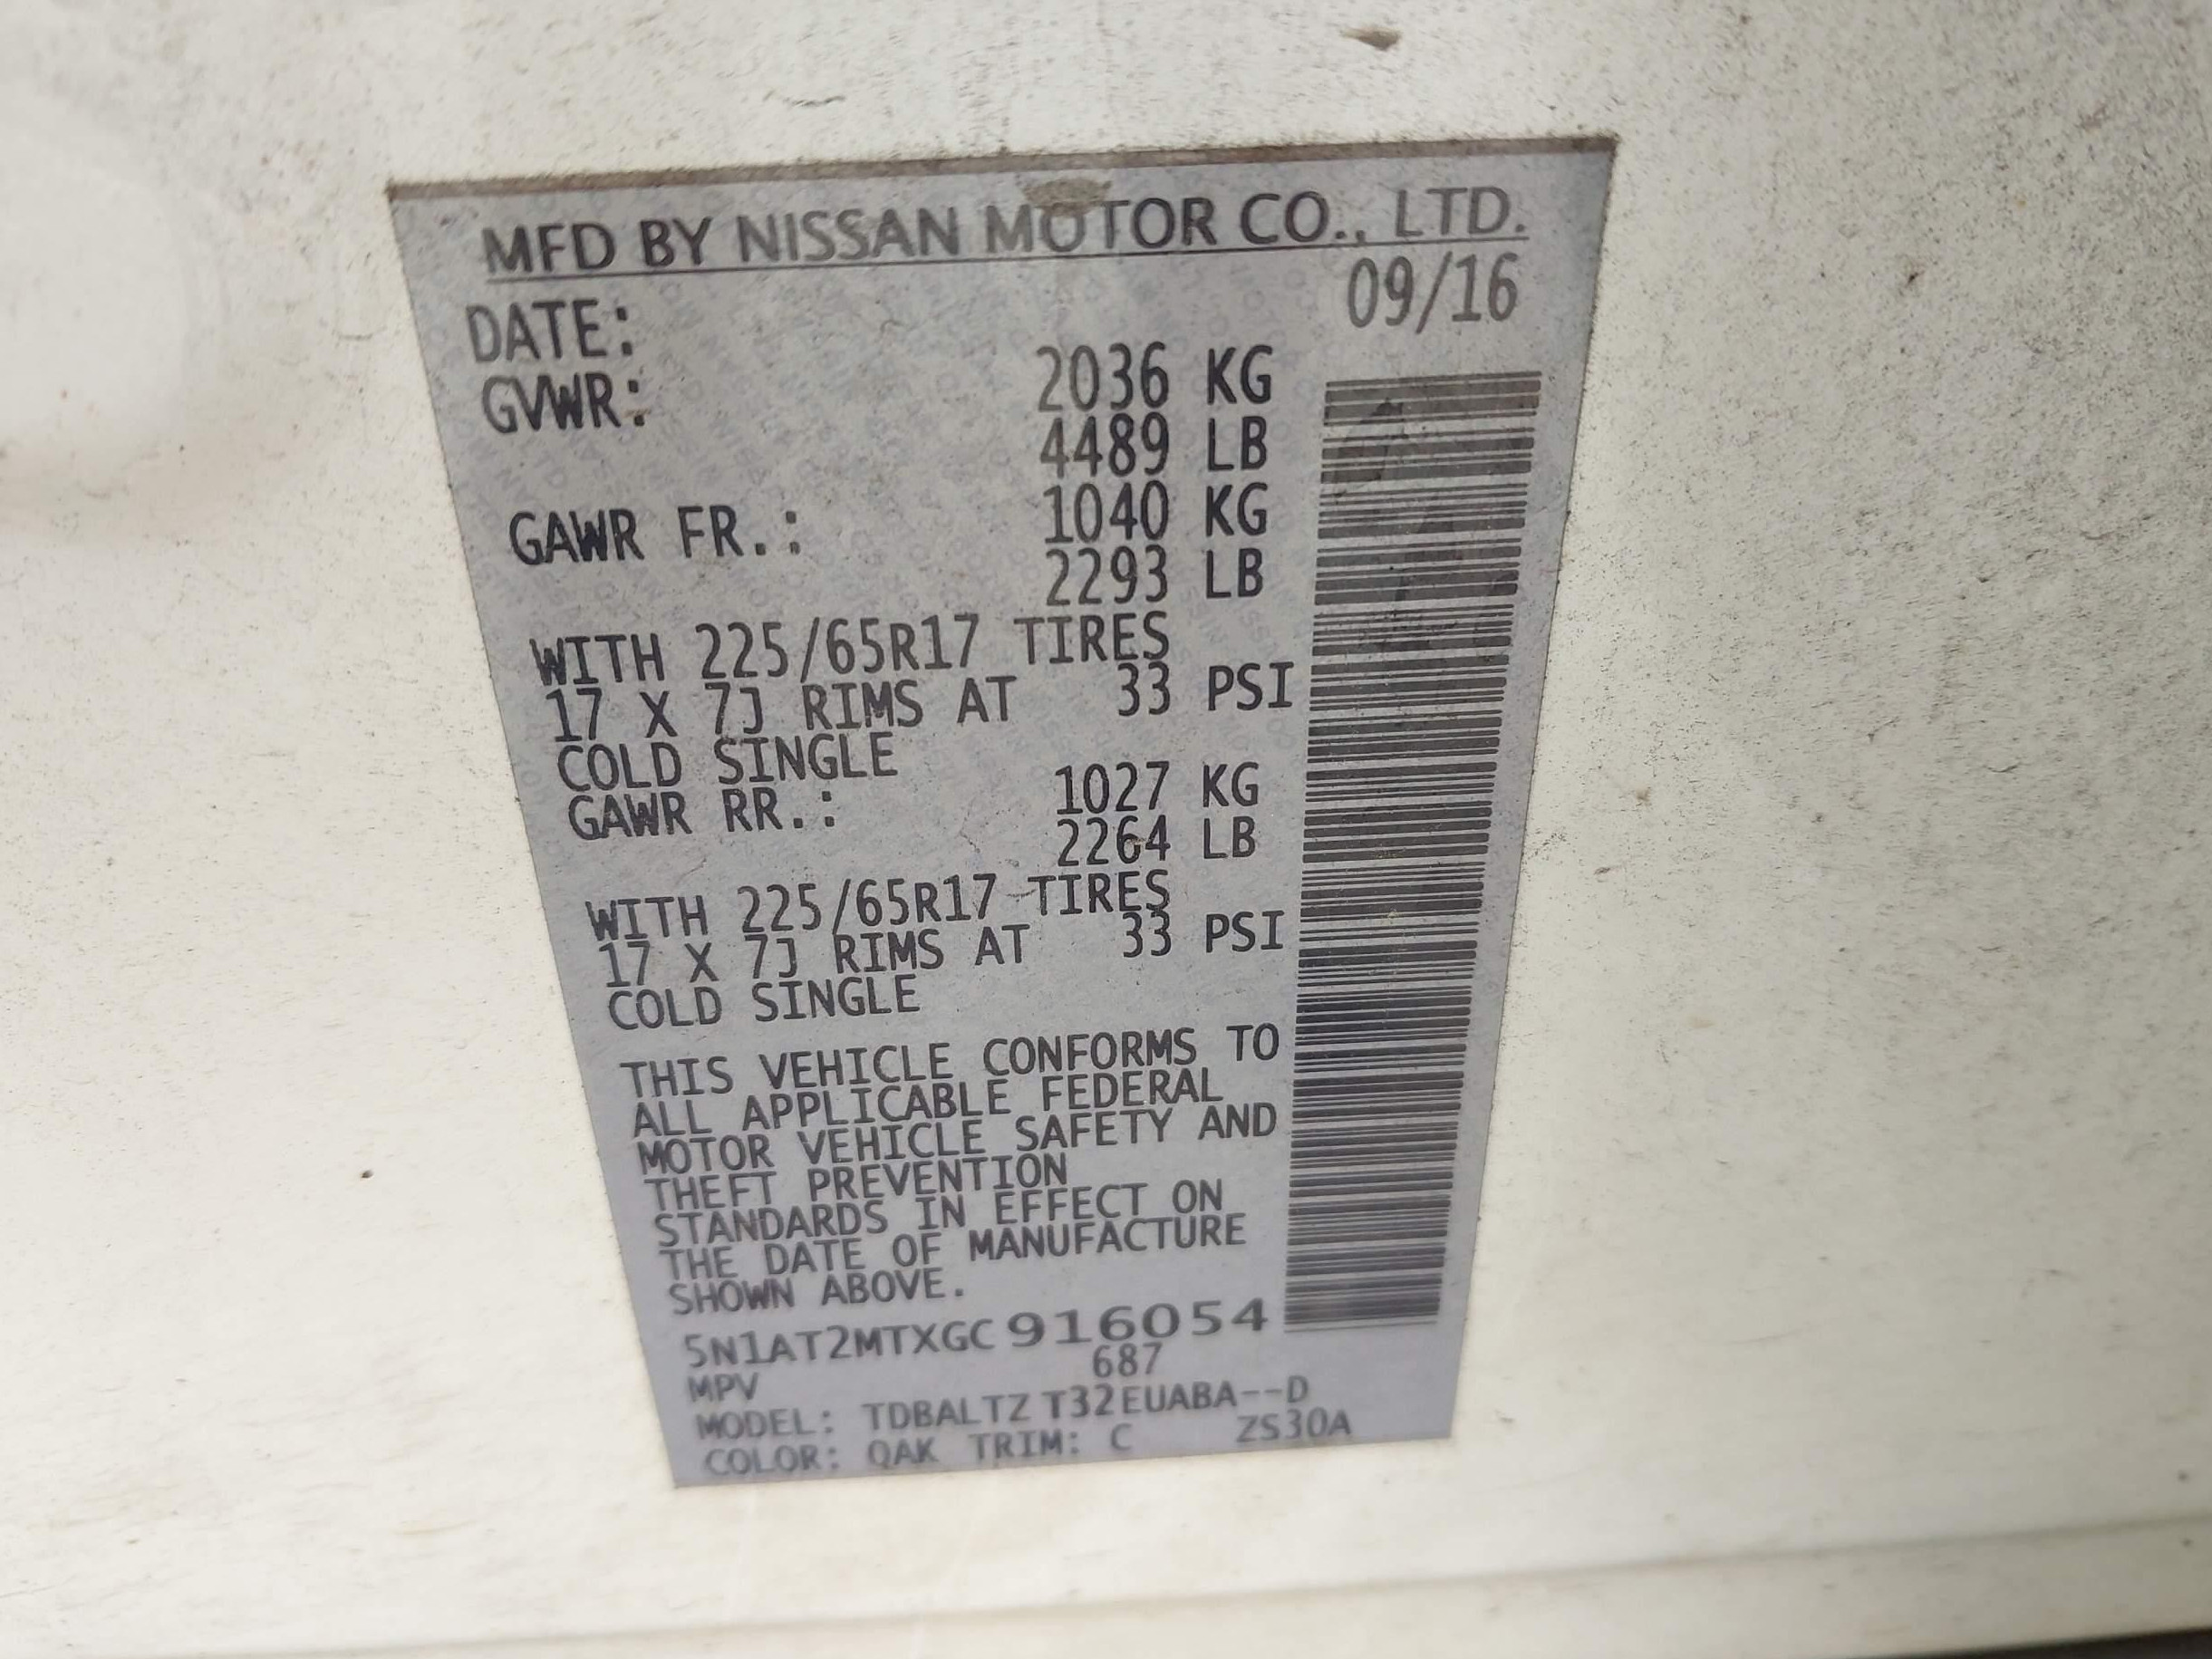 MFD BY NISSAN MOTOR CO., LTD.
DATE: 09/16
GVWR: 2036 KG
4489 LB
GAWR FR.: 1040 KG
2293 LB
WITH 225/65R17 TIRES
17 X 7J RIMS AT 33 PSI
COLD SINGLE
GAWR RR.: 1027 KG
2264 LB
WITH 225/65R17 TIRES
17 X 7J RIMS AT 33 PSI
COLD SINGLE
THIS VEHICLE CONFORMS TO
ALL APPLICABLE FEDERAL
MOTOR VEHICLE SAFETY AND
THEFT PREVENTION
STANDARDS IN EFFECT ON
THE DATE OF MANUFACTURE
SHOWN ABOVE.
5N1AT2MTXGC916054
MPV 687
MODEL: TDBALTZ T32EUABA--D
COLOR: QAK TRIM: C ZS30A